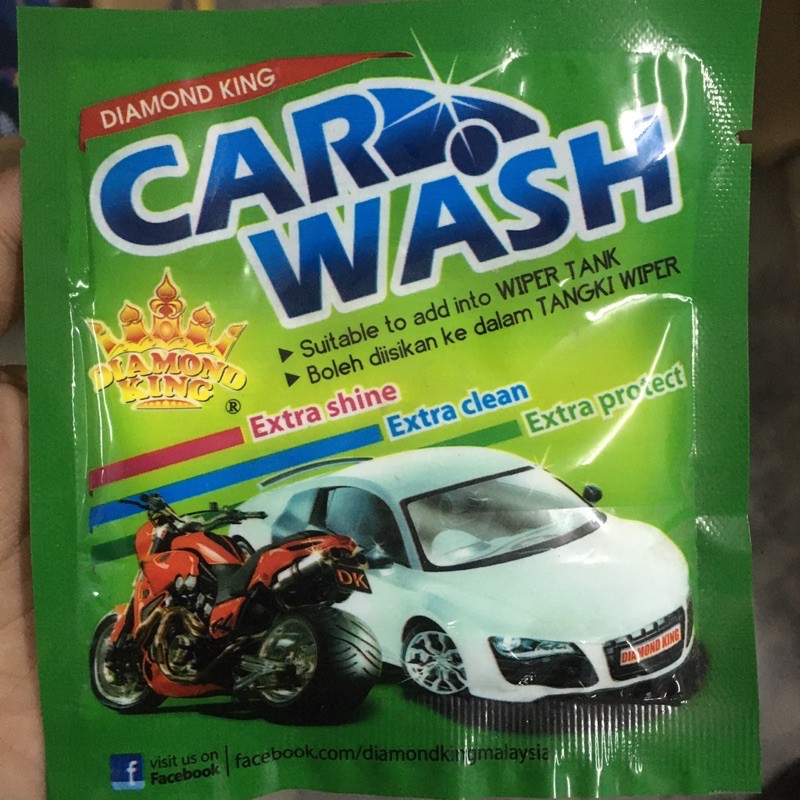 DIAMOND KING
CAR
WASH
▶ Suitable to add into WIPER TANK
▶ Boleh diisikan ke dalam TANGKI WIPER
DIAMOND
KING
®
Extra shine
Extra clean
Extra protect
DK
DIAMOND KING
f
visit us on
Facebook
facebook.com/diamondkingmalaysia